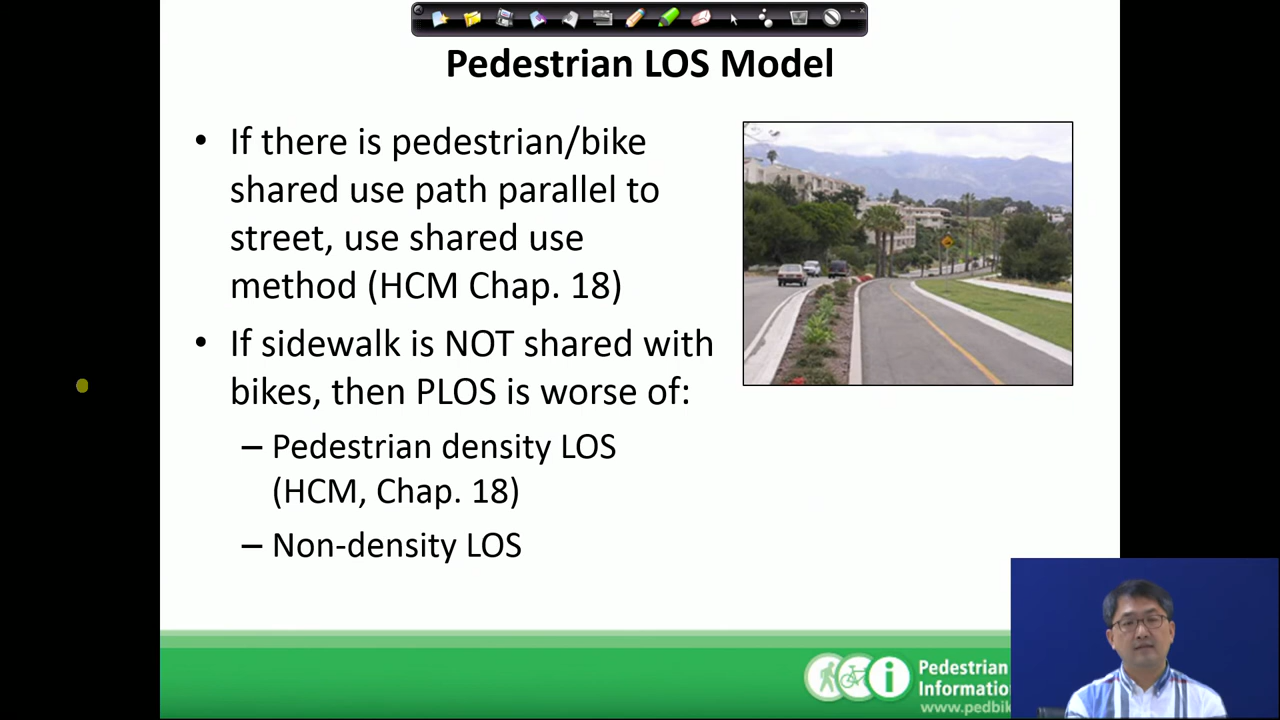 Pedestrian LOS Model
• If there is pedestrian/bike
shared use path parallel to
street, use shared use
method (HCM Chap. 18)
• If sidewalk is NOT shared with
bikes, then PLOS is worse of:
– Pedestrian density LOS
(HCM, Chap. 18)
– Non-density LOS
Pedestrian
Informatio
www.pedbik